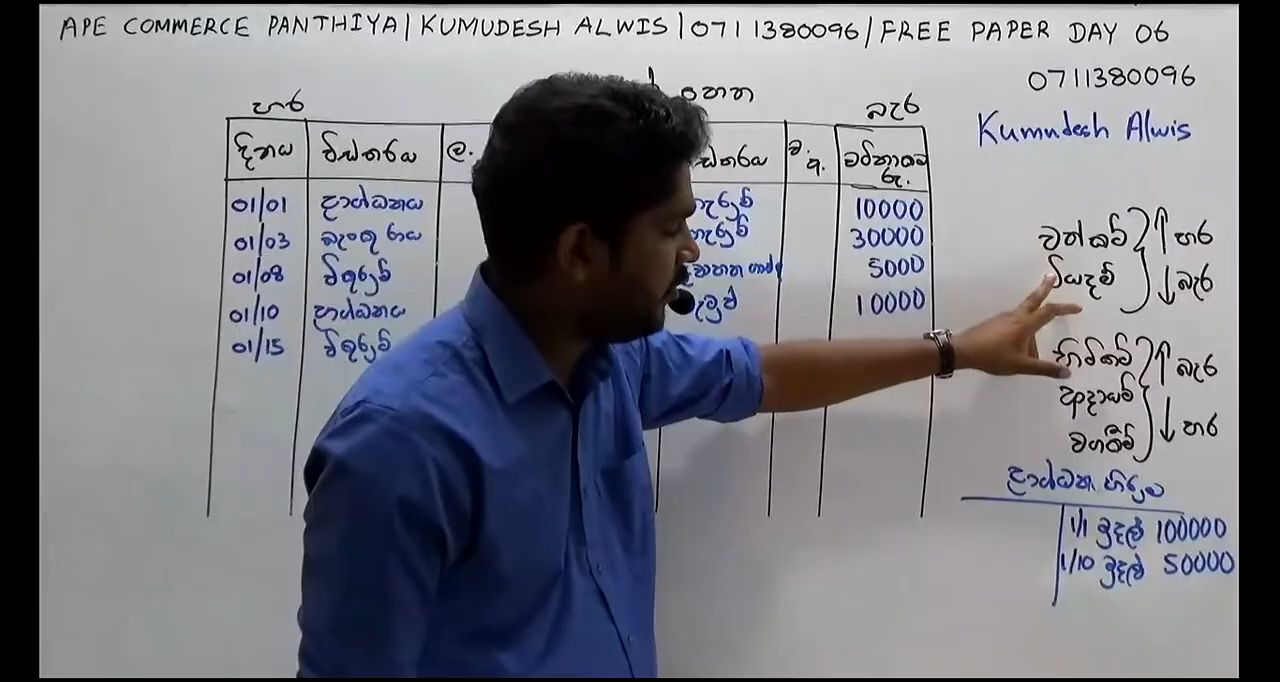 APE COMMERCE PANTHIYA | KUMUDESH ALWIS | 0711380096 / FREE PAPER DAY 06
0711380096
Kumudesh Alwis
හර බැර
දිනය විස්තරය වටිනාකම රු.
01/01 ප්‍රාග්ධනය 10000
01/03 බැංකු ණය 30000
01/08 විකුණුම් 5000
01/10 ප්‍රාග්ධනය 10000
01/15 විකුණුම්
වත්කම් ↑ හර
වියදම් ↓ බැර
හිමිකම් ↑ බැර
ආදායම්
වගකීම් ↓ හර
ප්‍රාග්ධන ගිණුම
1/1 මුදල් 100000
1/10 මුදල් 50000